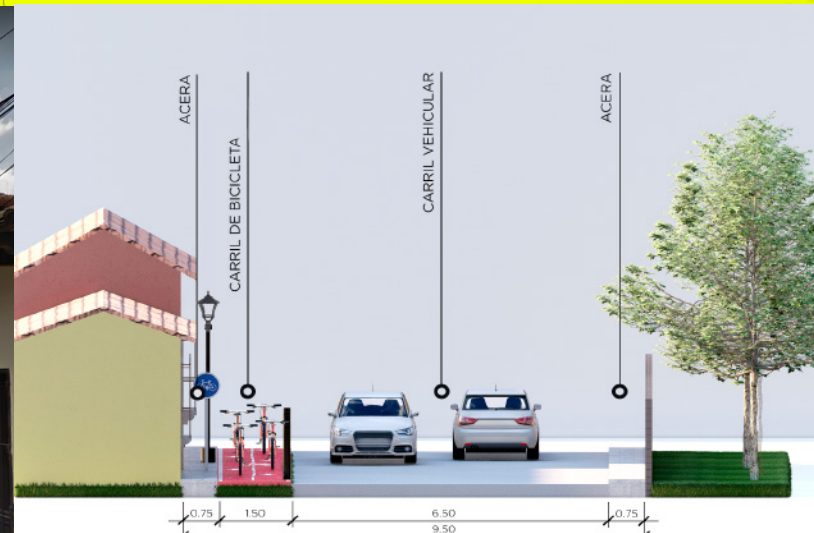 ACERA
CARRIL DE BICICLETA
CARRIL VEHICULAR
ACERA
0.75 1.50 6.50 0.75
9.50